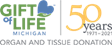 GIFT of
LIFE
MICHIGAN
50
years
1971-2021
ORGAN AND TISSUE DONATION